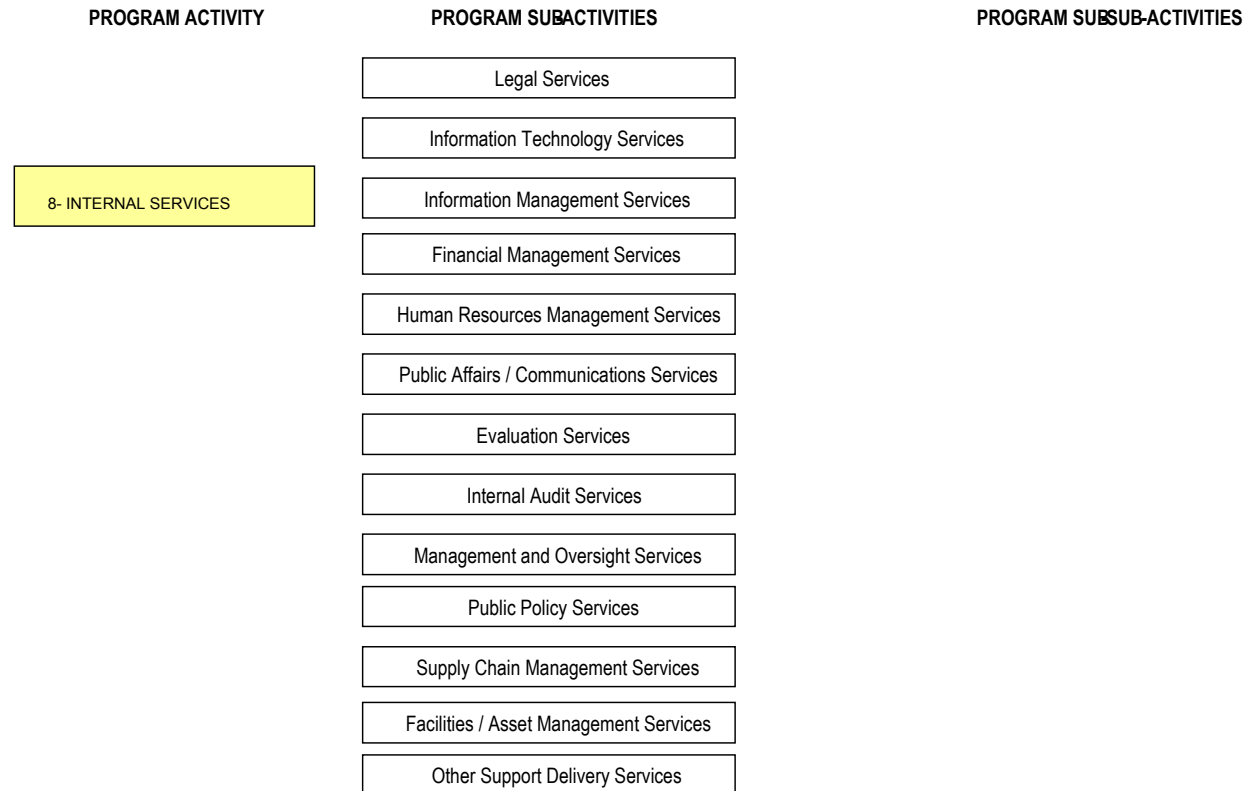 PROGRAM ACTIVITY
PROGRAM SUBACTIVITIES
PROGRAM SUBSUB-ACTIVITIES
8- INTERNAL SERVICES
Legal Services
Information Technology Services
Information Management Services
Financial Management Services
Human Resources Management Services
Public Affairs / Communications Services
Evaluation Services
Internal Audit Services
Management and Oversight Services
Public Policy Services
Supply Chain Management Services
Facilities / Asset Management Services
Other Support Delivery Services